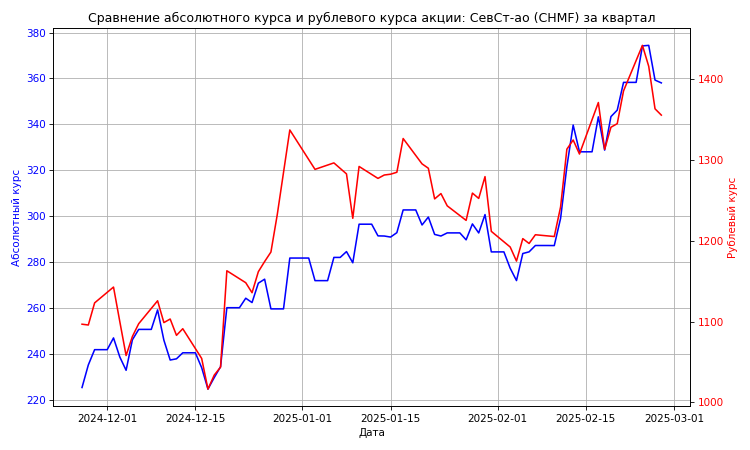 Сравнение абсолютного курса и рублевого курса акции: СевСт-ао (CHMF) за квартал
380
360
340
320
300
280
260
240
220
Абсолютный курс
1400
1300
1200
1100
1000
Рублевый курс
2024-12-01 2024-12-15 2025-01-01 2025-01-15 2025-02-01 2025-02-15 2025-03-01
Дата